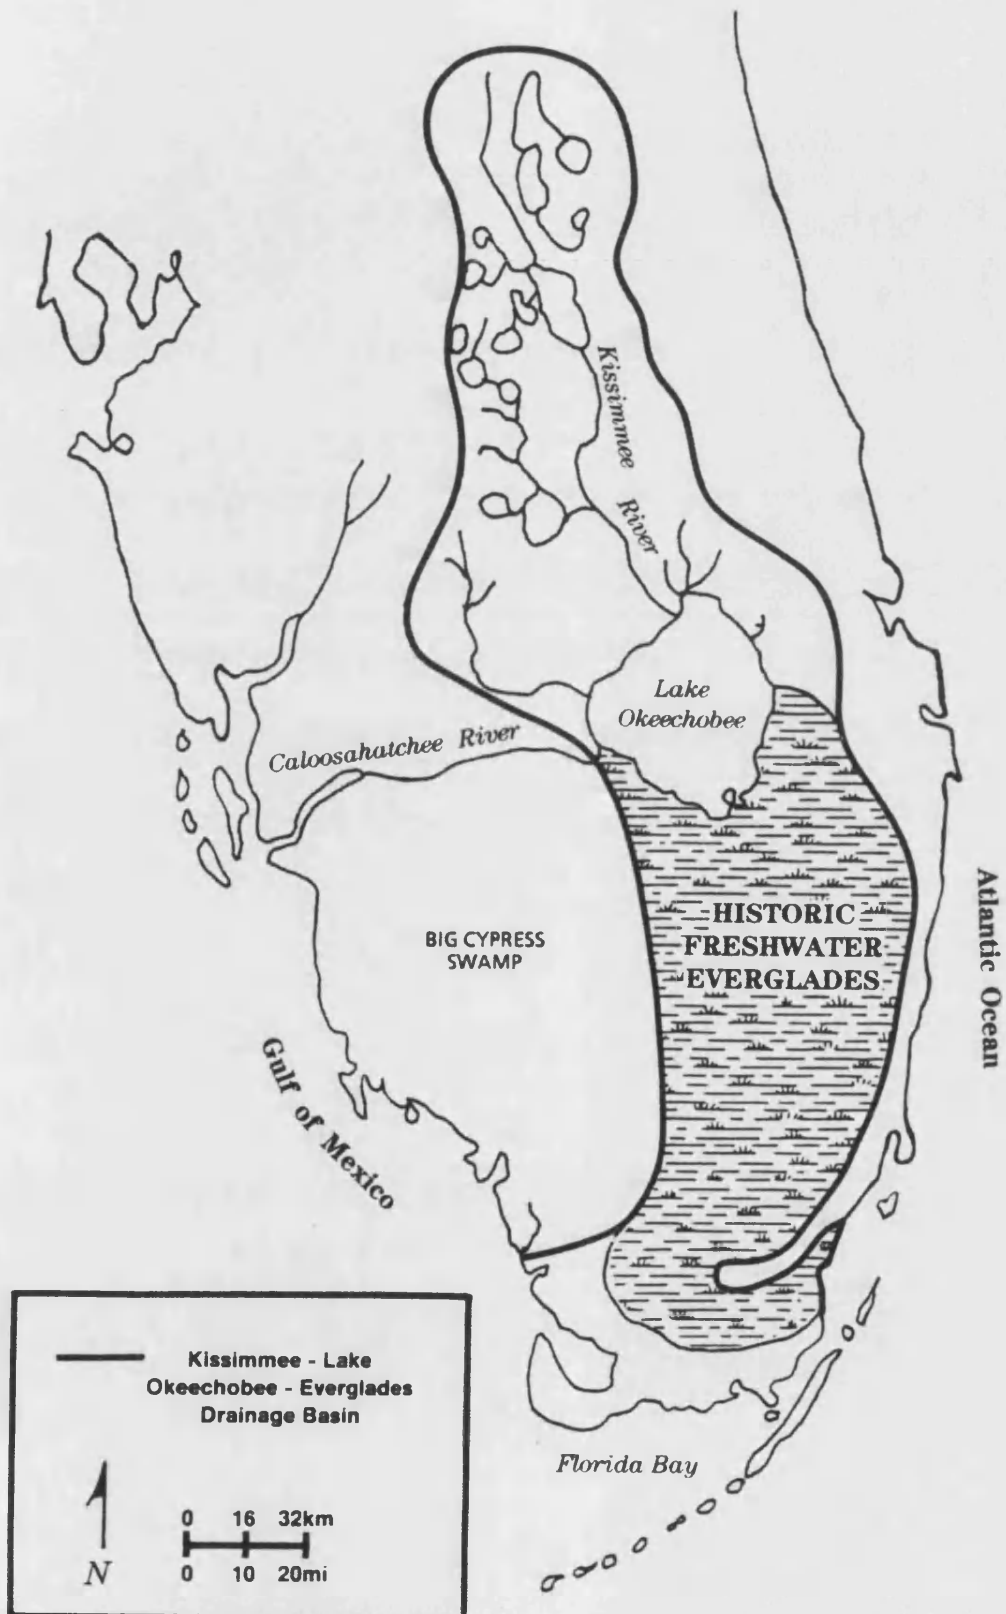 Kissimmee
River
Lake
Okeechobee
Caloosahatchee River
HISTORIC
FRESHWATER
EVERGLADES
BIG CYPRESS
SWAMP
Atlantic Ocean
Gulf of Mexico
Kissimmee - Lake
Okeechobee - Everglades
Drainage Basin
Florida Bay
0 16 32km
0 10 20mi
N